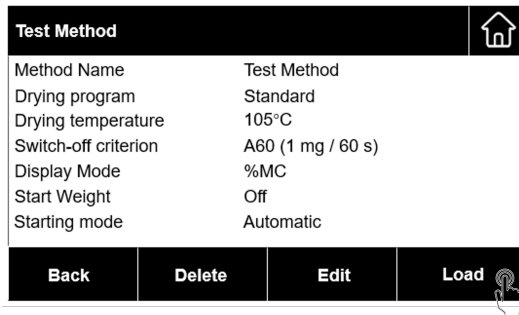 Test Method
Method Name Test Method
Drying program Standard
Drying temperature 105°C
Switch-off criterion A60 (1 mg / 60 s)
Display Mode %MC
Start Weight Off
Starting mode Automatic
Back Delete Edit Load